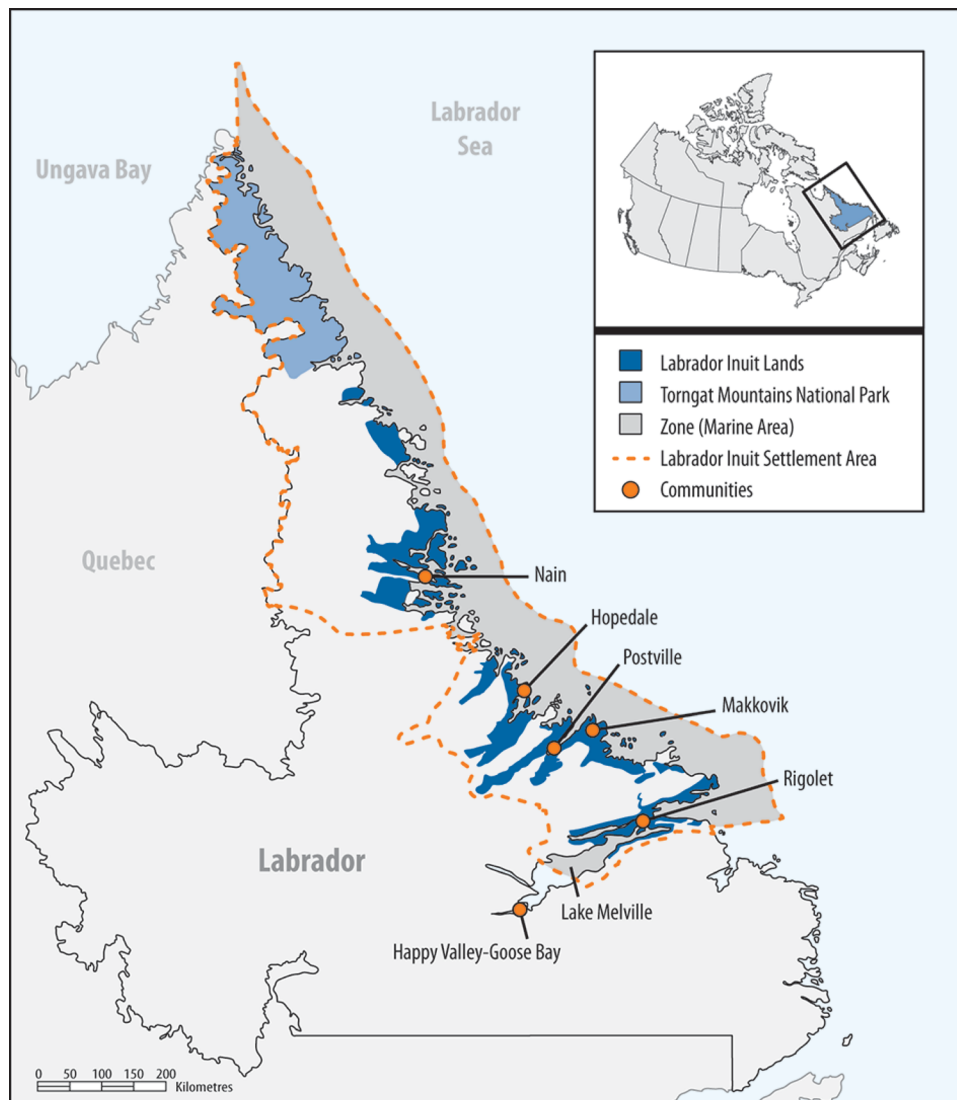 Labrador
Sea
Ungava Bay
Labrador Inuit Lands
Torngat Mountains National Park
Zone (Marine Area)
Labrador Inuit Settlement Area
Communities
Quebec
Nain
Hopedale
Postville
Makkovik
Rigolet
Labrador
Lake Melville
Happy Valley-Goose Bay
0 50 100 150 200
Kilometres